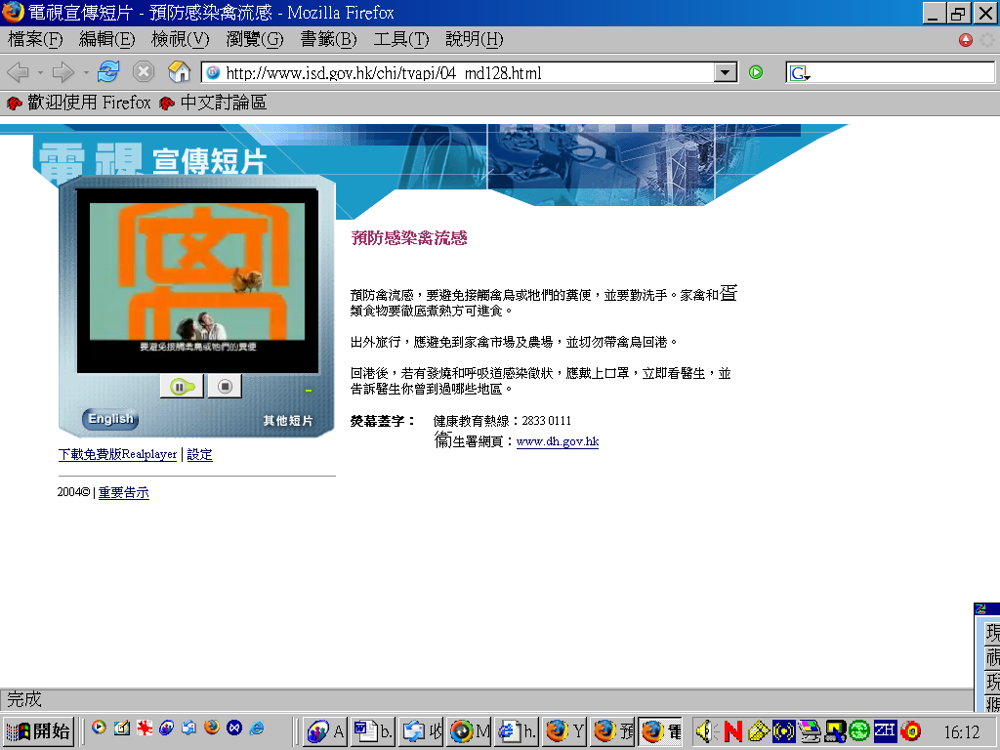 電視宣傳短片 - 預防感染禽流感 - Mozilla Firefox
檔案(F) 編輯(E) 檢視(V) 瀏覽(G) 書籤(B) 工具(T) 說明(H)
http://www.isd.gov.hk/chi/tvapi/04_md128.html
歡迎使用 Firefox 中文討論區
電視 宣傳短片
預防感染禽流感
預防禽流感，要避免接觸禽鳥或牠們的糞便，並要勤洗手。家禽和蛋
類食物要徹底煮熟方可進食。
出外旅行，應避免到家禽市場及農場，並切勿帶禽鳥回港。
回港後，若有發燒和呼吸道感染徵狀，應戴上口罩，立即看醫生，並
告訴醫生你曾到過哪些地區。
熒幕蓋字： 健康教育熱線：2833 0111
衞生署網頁：www.dh.gov.hk
要避免接觸禽鳥或牠們的糞便
English 其他短片
下載免費版Realplayer | 設定
2004© | 重要告示
現
視
現
完成
開始 A b. 收 M h. Y 預 電 ZH 16:12